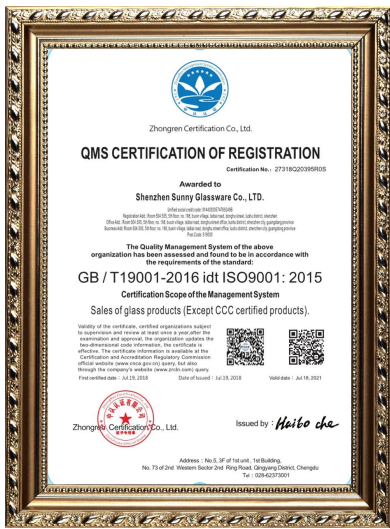 Zhongren Certification Co., Ltd.
QMS CERTIFICATION OF REGISTRATION
Certification No.: 27318Q20395R0S
Awarded to
Shenzhen Sunny Glassware Co., LTD.
The Quality Management System of the above
organization has been assessed and found to be in accordance with
the requirements of the standard:
GB / T19001-2016 idt ISO9001: 2015
Certification Scope of the Management System
Sales of glass products (Except CCC certified products).
Validity of the certificate, certified organizations subject
to supervision and review at least once a year,after the
examination and approval, the organization updates the
two-dimensional code information, the certificate is
effective. The certificate information is available at the
Certification and Accreditation Regulatory Commission
official website (www cnca gov.cn) query, but also
through the company's website (www.zrcln com) query.
First certified date : Jul.19, 2018
Date of Issued : Jul.19, 2018
Valid date : Jul.18, 2021
Zhongren Certification Co., Ltd.
Issued by : Haibo che
Address : No.5, 3F of 1st unit , 1st Building,
No. 73 of 2nd Western Sector 2nd Ring Road, Qingyang District, Chengdu
Tel : 028-62373001